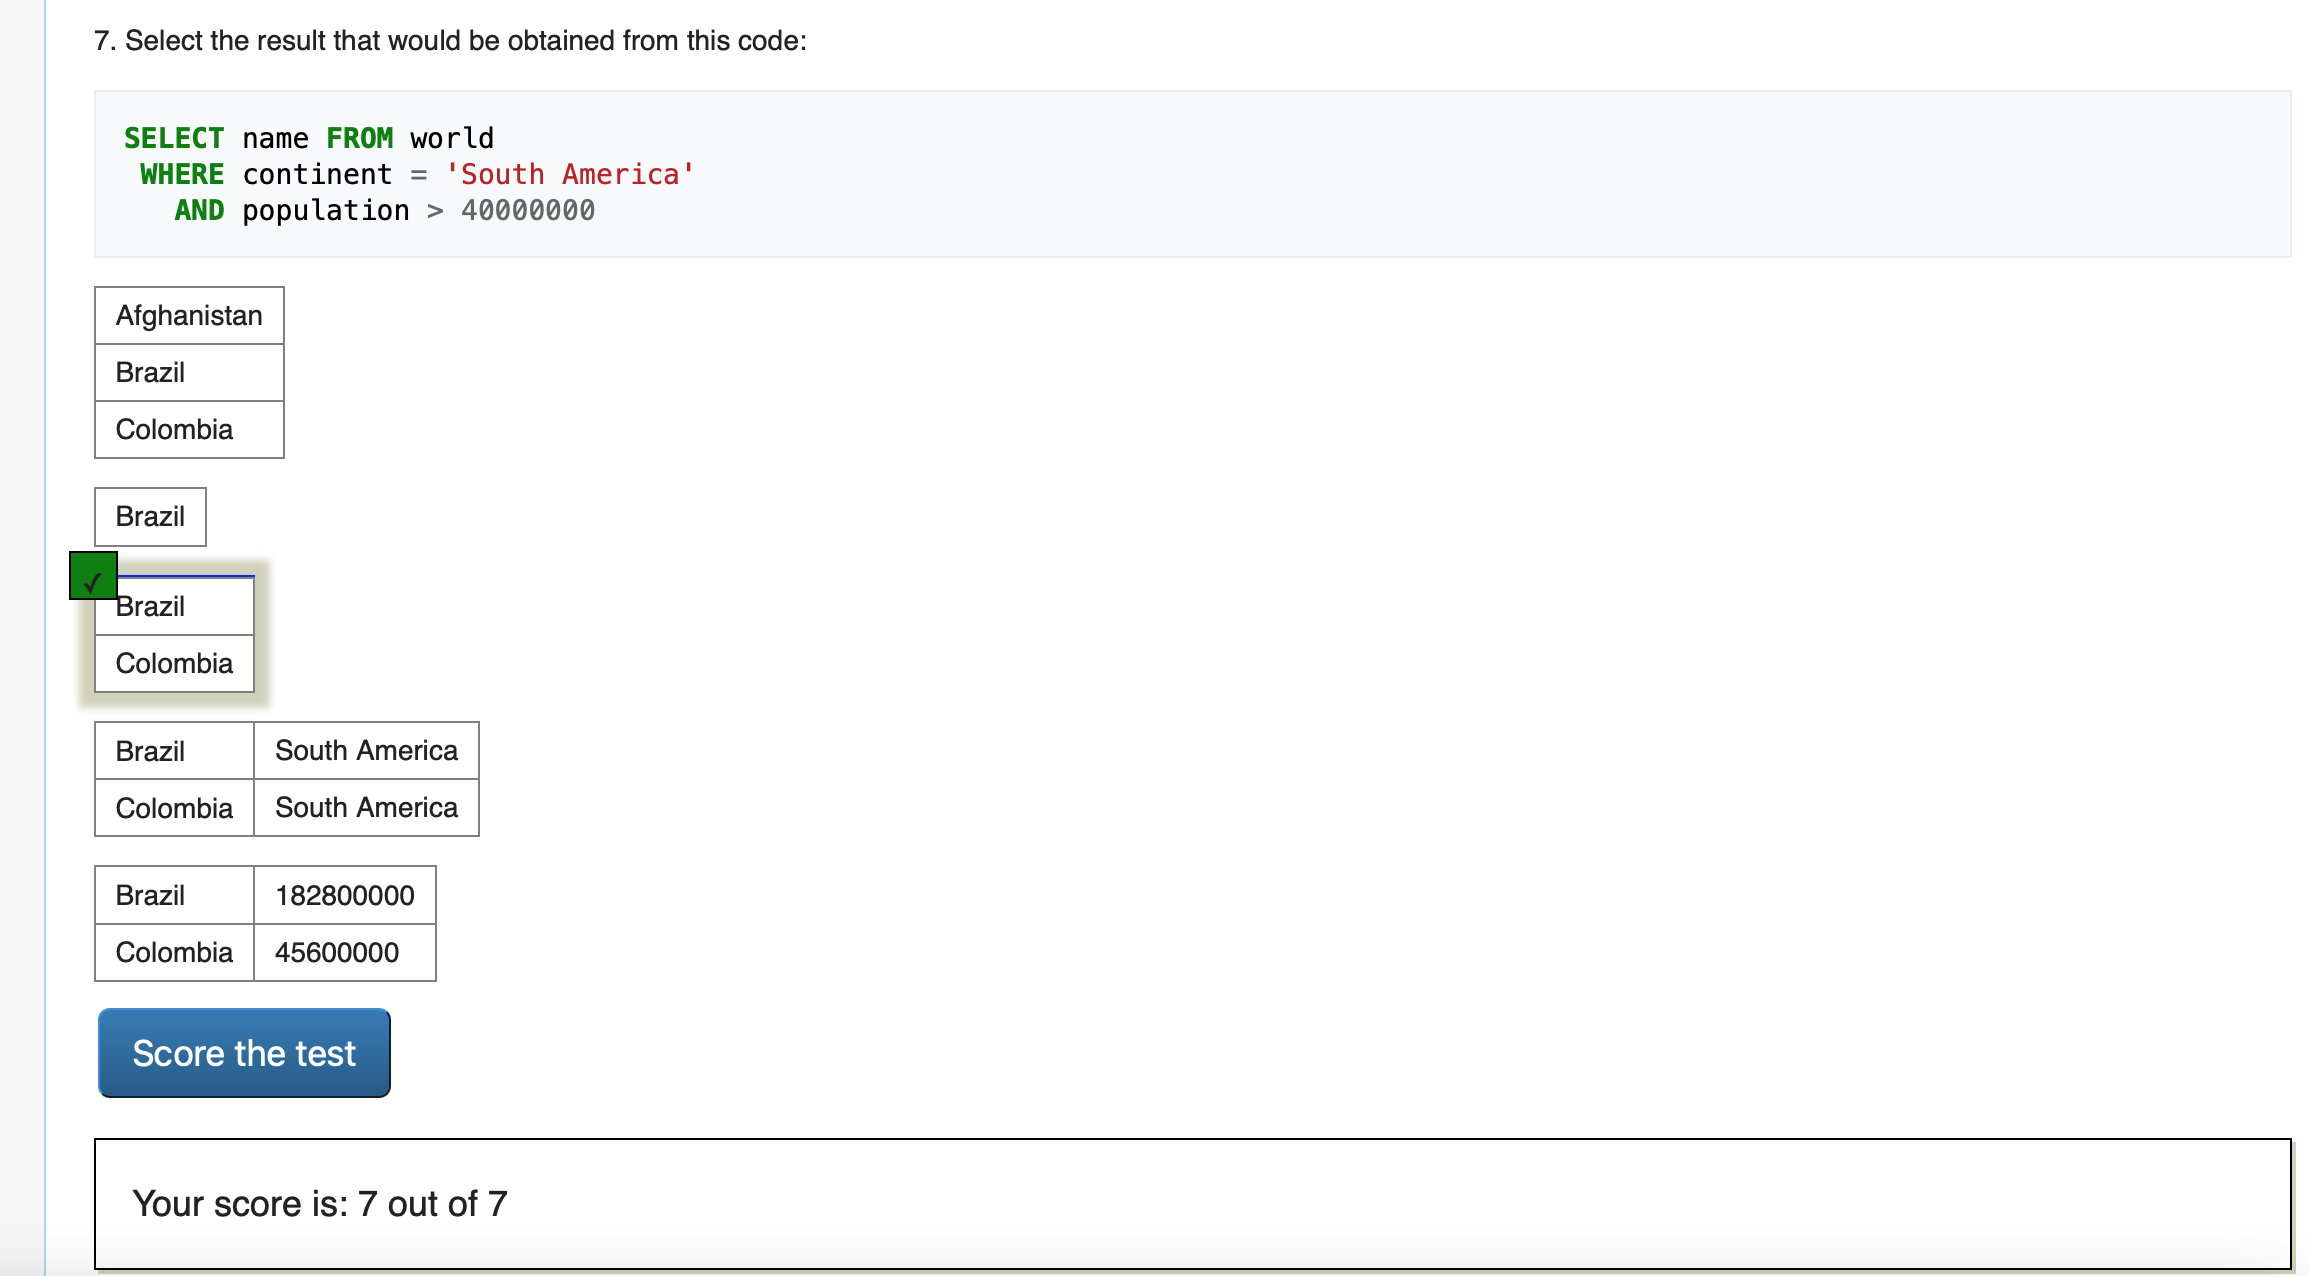 7. Select the result that would be obtained from this code:
SELECT name FROM world
WHERE continent = 'South America'
AND population > 40000000
Afghanistan
Brazil
Colombia
Brazil
✓
Brazil
Colombia
Brazil South America
Colombia South America
Brazil 182800000
Colombia 45600000
Score the test
Your score is: 7 out of 7